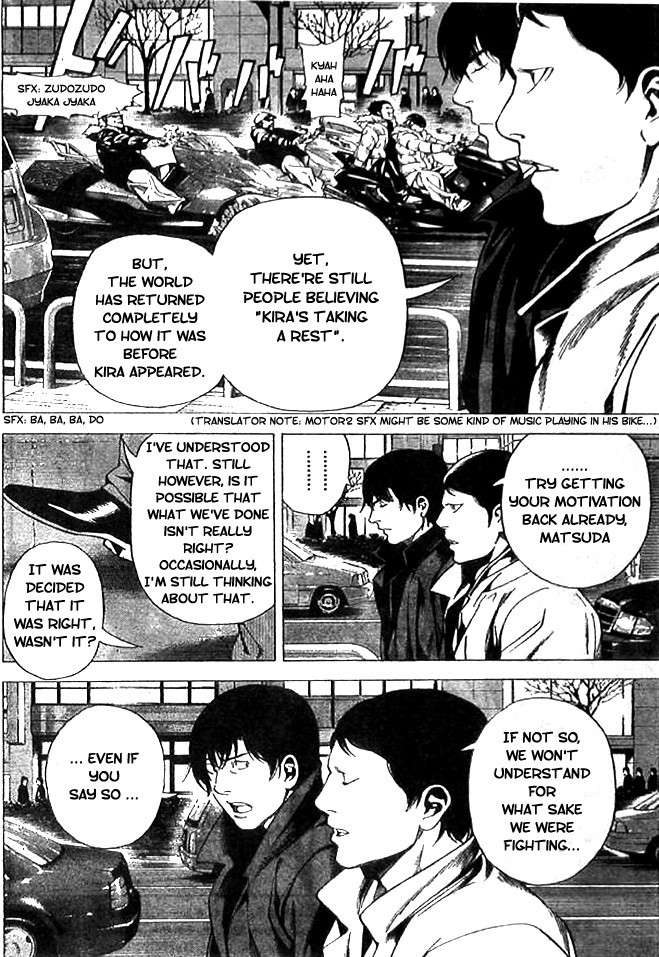 KYAH
AHA
HAHA
SFX: ZUDOZUDO
JYAKA JYAKA
YET,
THERE'RE STILL
PEOPLE BELIEVING
"KIRA'S TAKING
A REST".
BUT,
THE WORLD
HAS RETURNED
COMPLETELY
TO HOW IT WAS
BEFORE
KIRA APPEARED.
SFX: BA, BA, BA, DO
(TRANSLATOR NOTE: MOTOR2 SFX MIGHT BE SOME KIND OF MUSIC PLAYING IN HIS BIKE...)
......
TRY GETTING
YOUR MOTIVATION
BACK ALREADY,
MATSUDA
......
I'VE UNDERSTOOD
THAT. STILL
HOWEVER, IS IT
POSSIBLE THAT
WHAT WE'VE DONE
ISN'T REALLY
RIGHT?
OCCASIONALLY,
I'M STILL THINKING
ABOUT THAT.
IT WAS
DECIDED
THAT IT
WAS RIGHT,
WASN'T IT?
IF NOT SO,
WE WON'T
UNDERSTAND
FOR
WHAT SAKE
WE WERE
FIGHTING...
... EVEN IF
YOU
SAY SO ...